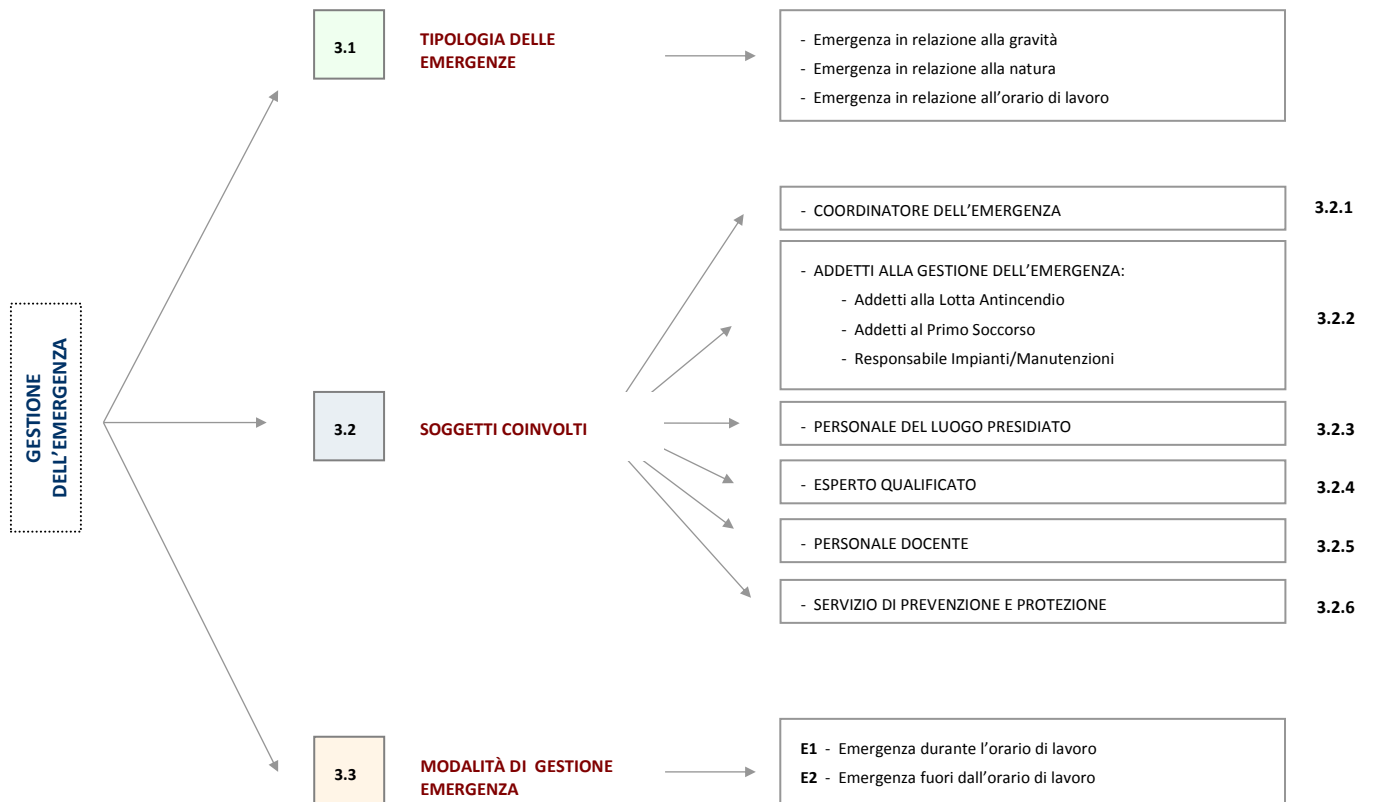 GESTIONE
DELL’EMERGENZA
3.1
TIPOLOGIA DELLE
EMERGENZE
- Emergenza in relazione alla gravità
- Emergenza in relazione alla natura
- Emergenza in relazione all’orario di lavoro
3.2
SOGGETTI COINVOLTI
- COORDINATORE DELL’EMERGENZA
3.2.1
- ADDETTI ALLA GESTIONE DELL’EMERGENZA:
- Addetti alla Lotta Antincendio
- Addetti al Primo Soccorso
- Responsabile Impianti/Manutenzioni
3.2.2
- PERSONALE DEL LUOGO PRESIDIATO
3.2.3
- ESPERTO QUALIFICATO
3.2.4
- PERSONALE DOCENTE
3.2.5
- SERVIZIO DI PREVENZIONE E PROTEZIONE
3.2.6
3.3
MODALITÀ DI GESTIONE
EMERGENZA
E1 - Emergenza durante l’orario di lavoro
E2 - Emergenza fuori dall’orario di lavoro